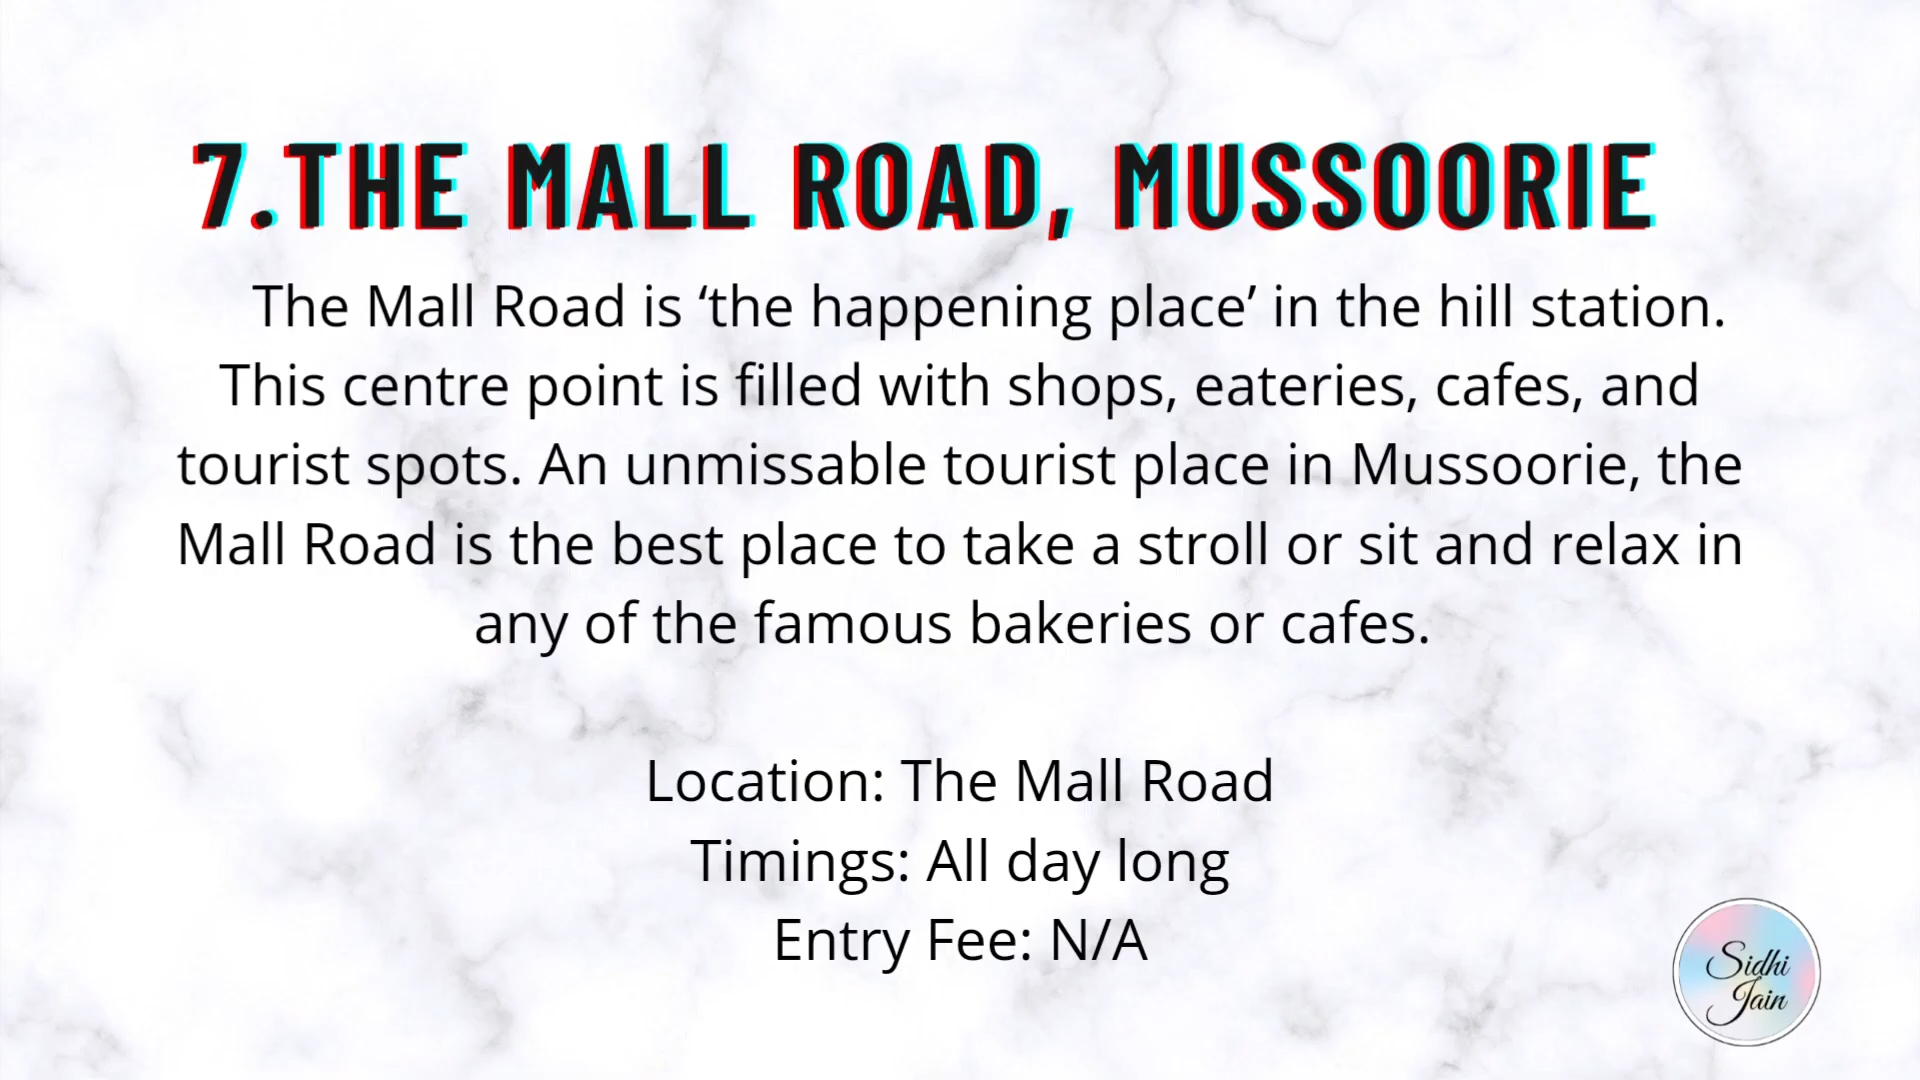 7.THE MALL ROAD, MUSSOORIE
The Mall Road is ‘the happening place’ in the hill station.
This centre point is filled with shops, eateries, cafes, and
tourist spots. An unmissable tourist place in Mussoorie, the
Mall Road is the best place to take a stroll or sit and relax in
any of the famous bakeries or cafes.
Location: The Mall Road
Timings: All day long
Entry Fee: N/A
Sidhi
Jain